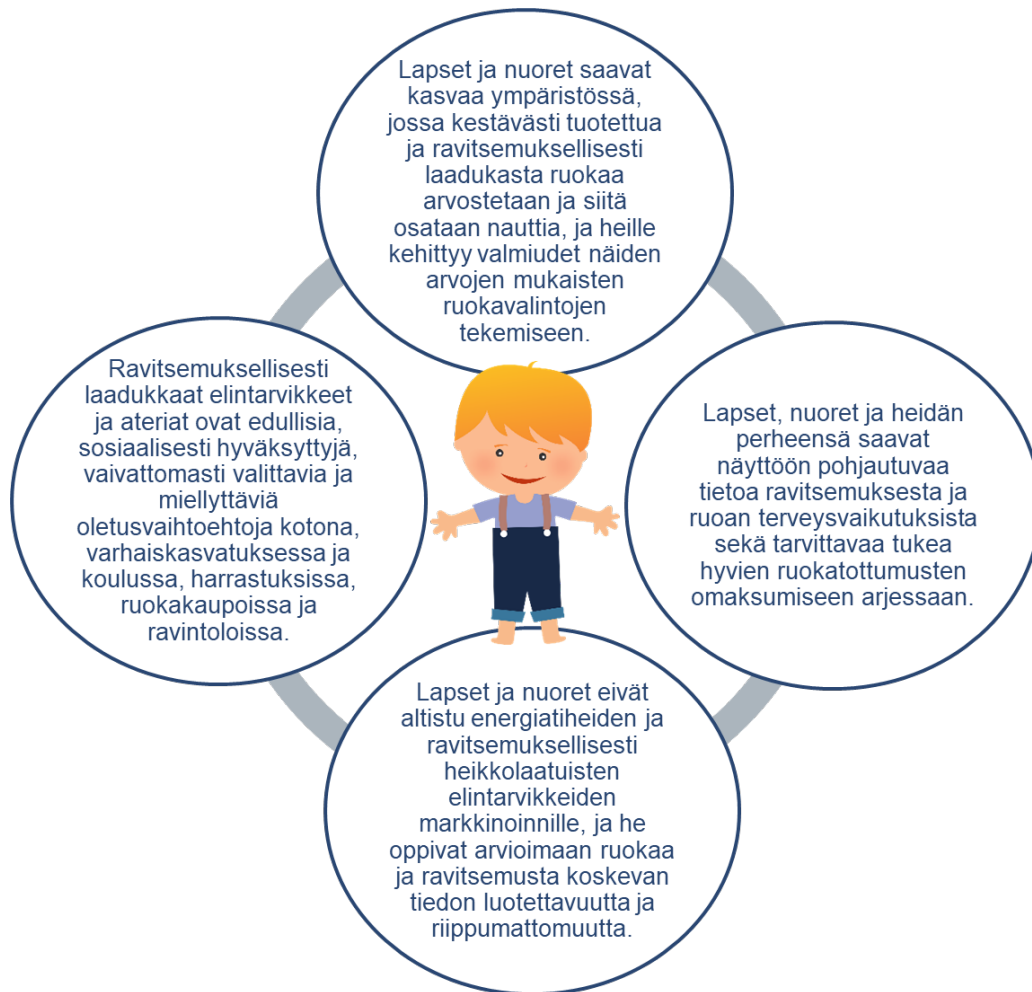 Lapset ja nuoret saavat
kasvaa ympäristössä,
jossa kestävästi tuotettua
ja ravitsemuksellisesti
laadukasta ruokaa
arvostetaan ja siitä
osataan nauttia, ja heille
kehittyy valmiudet näiden
arvojen mukaisten
ruokavalintojen
tekemiseen.
Ravitsemuksellisesti
laadukkaat elintarvikkeet
ja ateriat ovat edullisia,
sosiaalisesti hyväksyttyjä,
vaivattomasti valittavia ja
miellyttäviä
oletusvaihtoehtoja kotona,
varhaiskasvatuksessa ja
koulussa, harrastuksissa,
ruokakaupoissa ja
ravintoloissa.
Lapset, nuoret ja heidän
perheensä saavat
näyttöön pohjautuvaa
tietoa ravitsemuksesta ja
ruoan terveysvaikutuksista
sekä tarvittavaa tukea
hyvien ruokatottumusten
omaksumiseen arjessaan.
Lapset ja nuoret eivät
altistu energiatiheiden ja
ravitsemuksellisesti
heikkolaatuisten
elintarvikkeiden
markkinoinnille, ja he
oppivat arvioimaan ruokaa
ja ravitsemusta koskevan
tiedon luotettavuutta ja
riippumattomuutta.